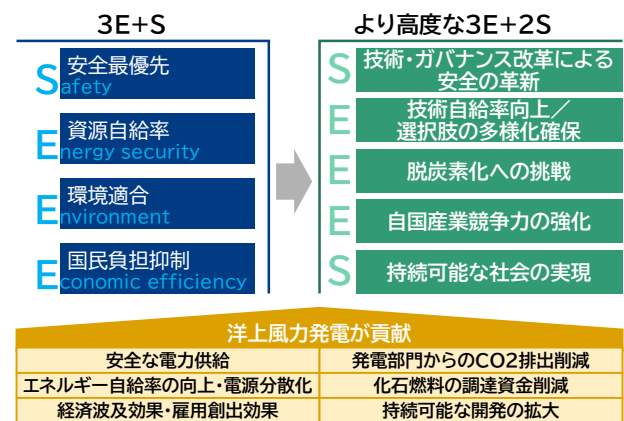 3E+S
安全最優先
Safety
資源自給率
Energy security
環境適合
Environment
国民負担抑制
Economic efficiency
より高度な3E+2S
S
技術・ガバナンス改革による
安全の革新
E
技術自給率向上／
選択肢の多様化確保
E
脱炭素化への挑戦
E
自国産業競争力の強化
S
持続可能な社会の実現
洋上風力発電が貢献
安全な電力供給
発電部門からのCO2排出削減
エネルギー自給率の向上・電源分散化
化石燃料の調達資金削減
経済波及効果・雇用創出効果
持続可能な開発の拡大